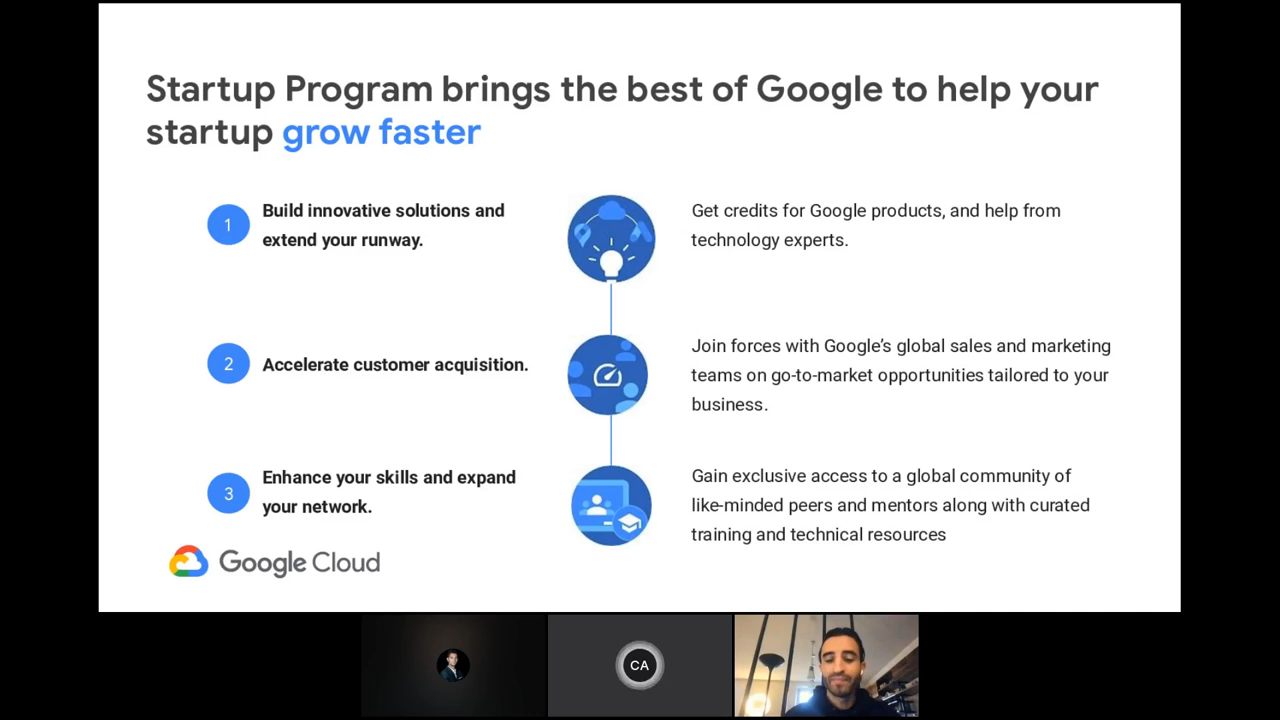 Startup Program brings the best of Google to help your
startup grow faster
1
Build innovative solutions and
extend your runway.
Get credits for Google products, and help from
technology experts.
2
Accelerate customer acquisition.
Join forces with Google’s global sales and marketing
teams on go-to-market opportunities tailored to your
business.
3
Enhance your skills and expand
your network.
Gain exclusive access to a global community of
like-minded peers and mentors along with curated
training and technical resources
Google Cloud
CA